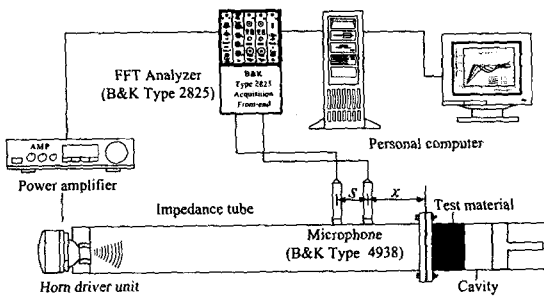 FFT Analyzer
(B&K Type 2825)
B&K
Type 2825
Acquisition
Front-end
Personal computer
AMP
Power amplifier
Impedance tube
S
x
Test material
Microphone
(B&K Type 4938)
Horn driver unit
Cavity